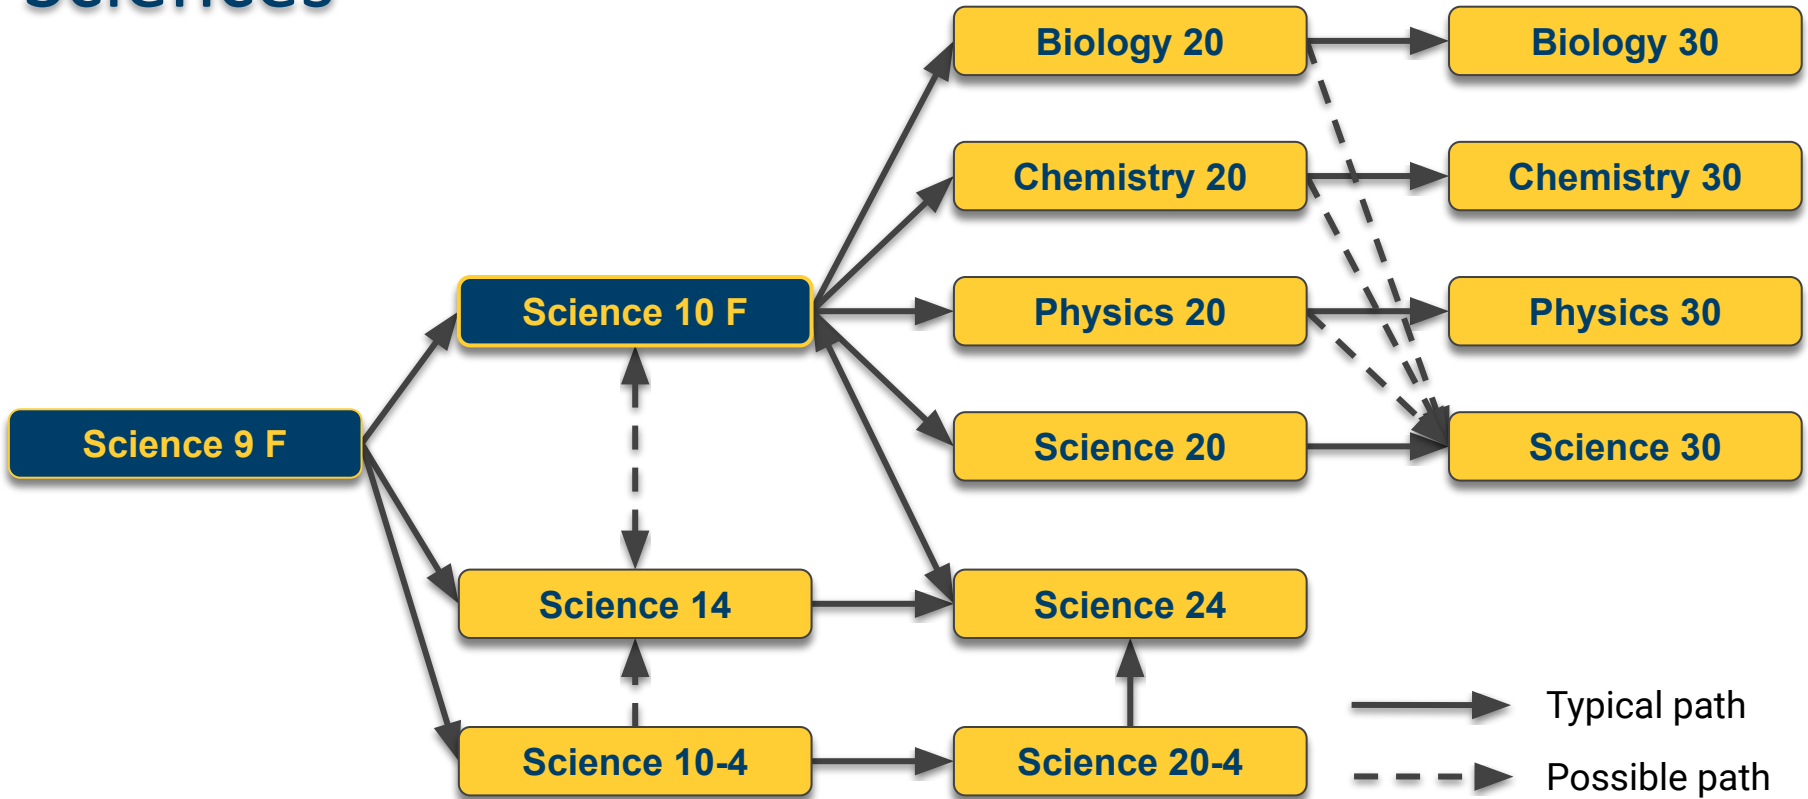 Sciences
Biology 20
Biology 30
Chemistry 20
Chemistry 30
Science 10 F
Physics 20
Physics 30
Science 9 F
Science 20
Science 30
Science 14
Science 24
Science 10-4
Science 20-4
Typical path
Possible path